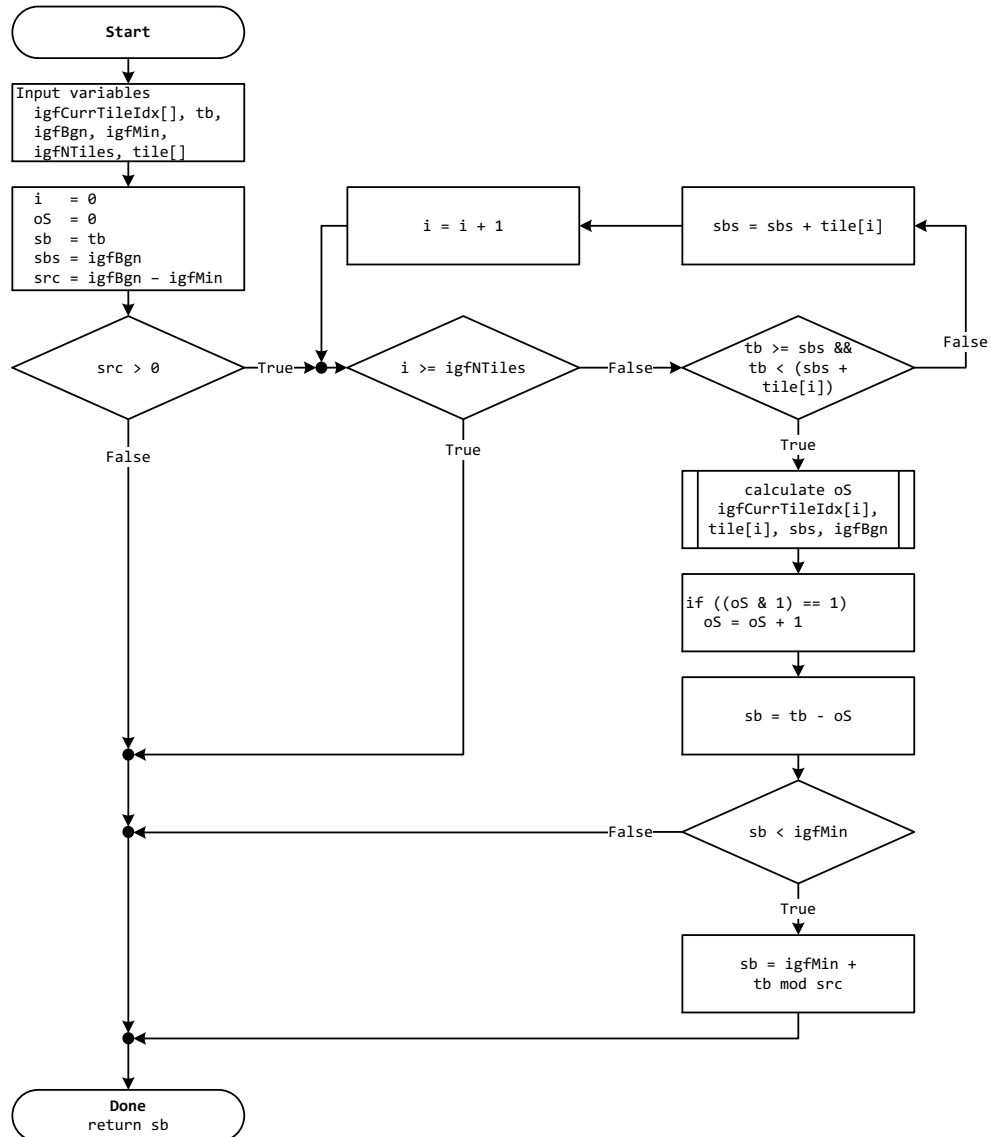 Start
Input variables
igfCurrTileIdx[], tb,
igfBgn, igfMin,
igfNTiles, tile[]
i   = 0
oS  = 0
sb  = tb
sbs = igfBgn
src = igfBgn – igfMin
i = i + 1
sbs = sbs + tile[i]
src > 0
True
i >= igfNTiles
False
tb >= sbs &&
tb < (sbs +
tile[i])
False
False
True
True
calculate oS
igfCurrTileIdx[i],
tile[i], sbs, igfBgn
if ((oS & 1) == 1)
oS = oS + 1
sb = tb - oS
sb < igfMin
False
True
sb = igfMin +
tb mod src
Done
return sb